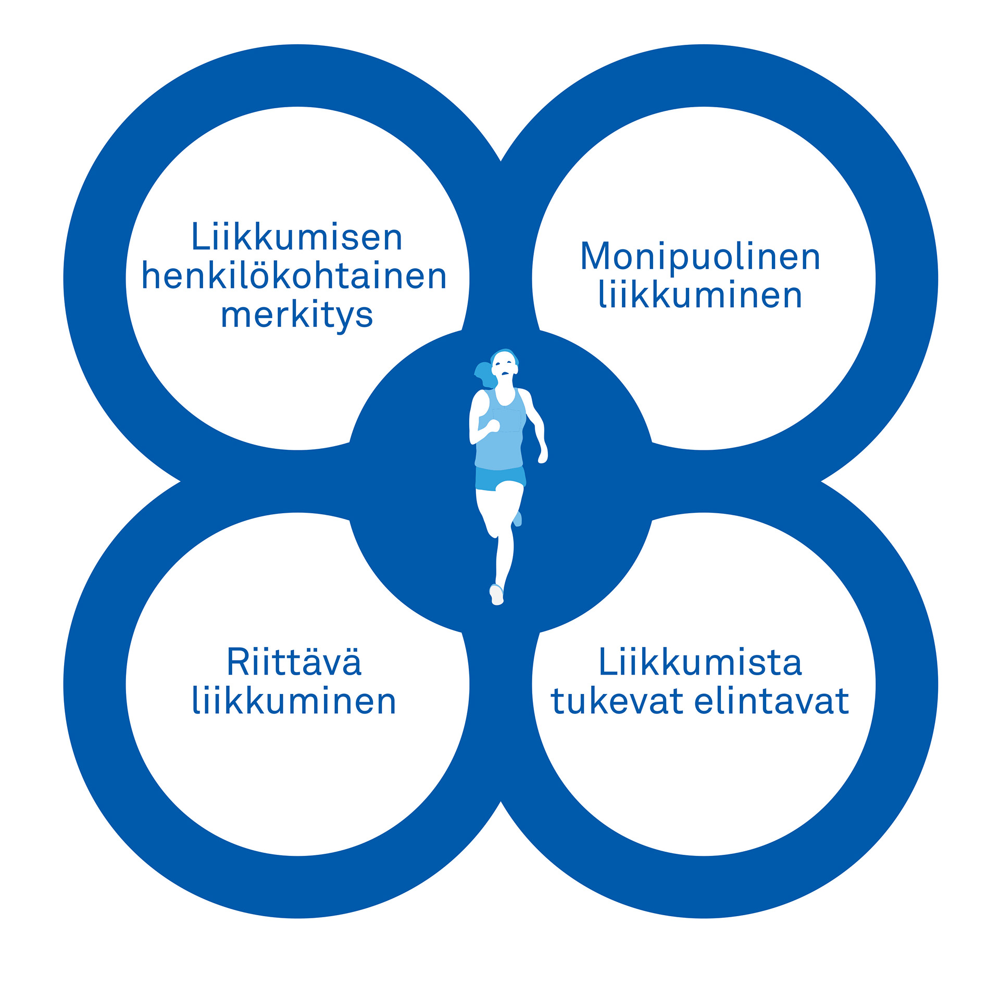 Liikkumisen
henkilökohtainen
merkitys
Monipuolinen
liikkuminen
Riittävä
liikkuminen
Liikkumista
tukevat elintavat